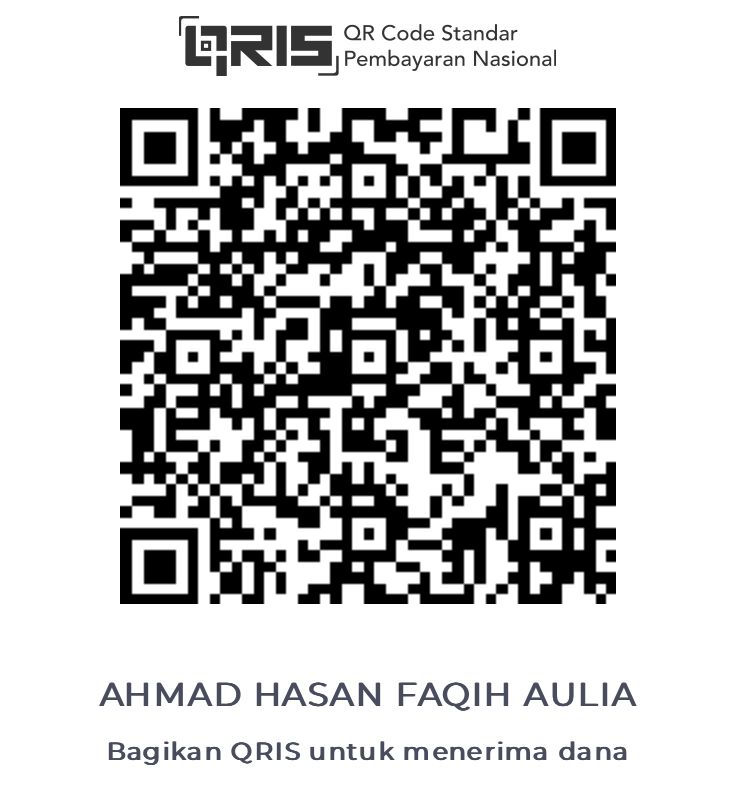 QRIS QR Code Standar
Pembayaran Nasional
AHMAD HASAN FAQIH AULIA
Bagikan QRIS untuk menerima dana